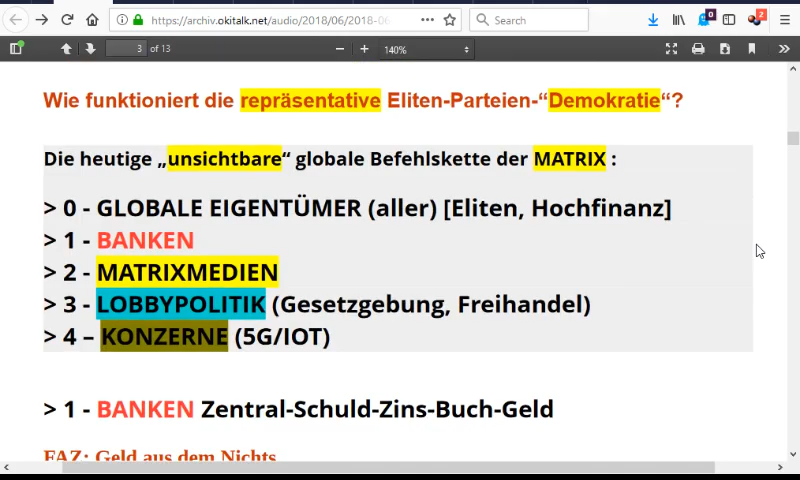 https://archiv.okitalk.net/audio/2018/06/2018-06-
Search
0
2
3 of 13
140%
Wie funktioniert die repräsentative Eliten-Parteien-“Demokratie“?
Die heutige „unsichtbare“ globale Befehlskette der MATRIX :
> 0 - GLOBALE EIGENTÜMER (aller) [Eliten, Hochfinanz]
> 1 - BANKEN
> 2 - MATRIXMEDIEN
> 3 - LOBBYPOLITIK (Gesetzgebung, Freihandel)
> 4 – KONZERNE (5G/IOT)
> 1 - BANKEN Zentral-Schuld-Zins-Buch-Geld
FAZ: Geld aus dem Nichts